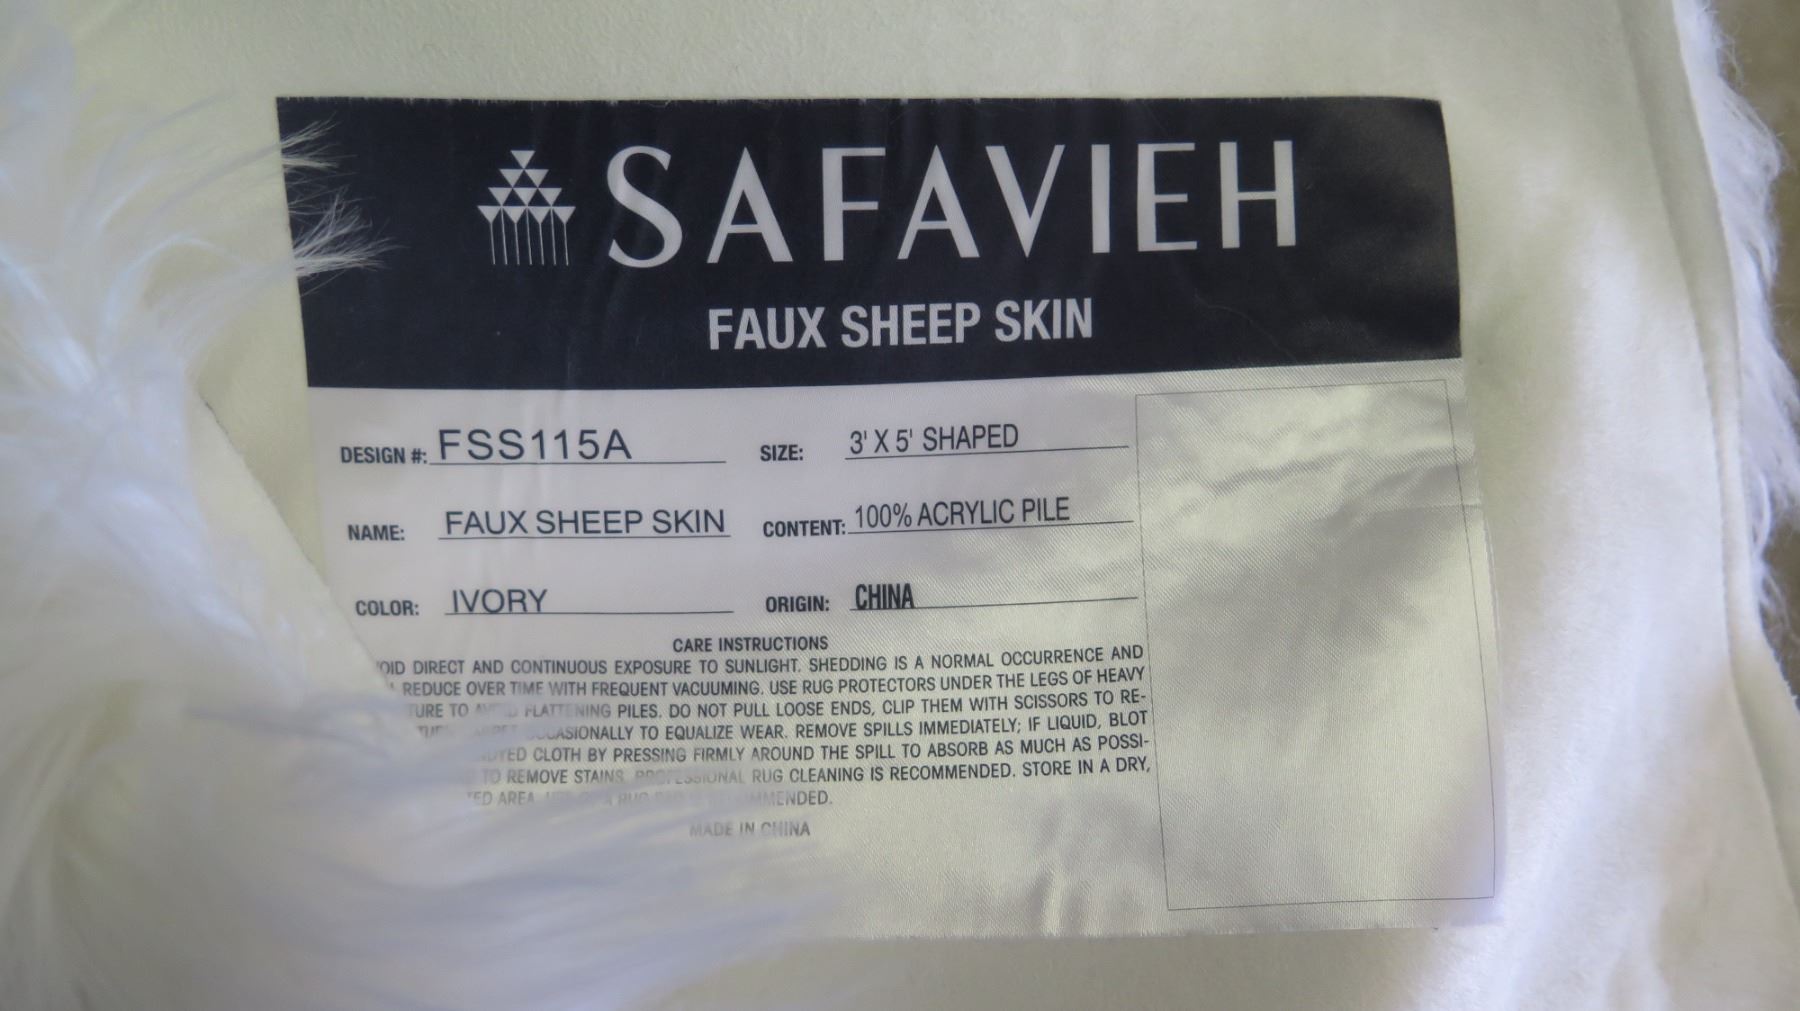 SAFAVIEH
FAUX SHEEP SKIN
DESIGN #: FSS115A SIZE: 3' X 5' SHAPED
NAME: FAUX SHEEP SKIN CONTENT: 100% ACRYLIC PILE
COLOR: IVORY ORIGIN: CHINA
CARE INSTRUCTIONS
DIRECT AND CONTINUOUS EXPOSURE TO SUNLIGHT. SHEDDING IS A NORMAL OCCURRENCE AND
REDUCE OVER TIME WITH FREQUENT VACUUMING. USE RUG PROTECTORS UNDER THE LEGS OF HEAVY
TO FLATTENING PILES. DO NOT PULL LOOSE ENDS, CLIP THEM WITH SCISSORS TO RE-
TO EQUALIZE WEAR. REMOVE SPILLS IMMEDIATELY; IF LIQUID, BLOT
CLOTH BY PRESSING FIRMLY AROUND THE SPILL TO ABSORB AS MUCH AS POSSI-
TO REMOVE STAINS, PROFESSIONAL RUG CLEANING IS RECOMMENDED. STORE IN A DRY,
AREA.
MADE IN CHINA